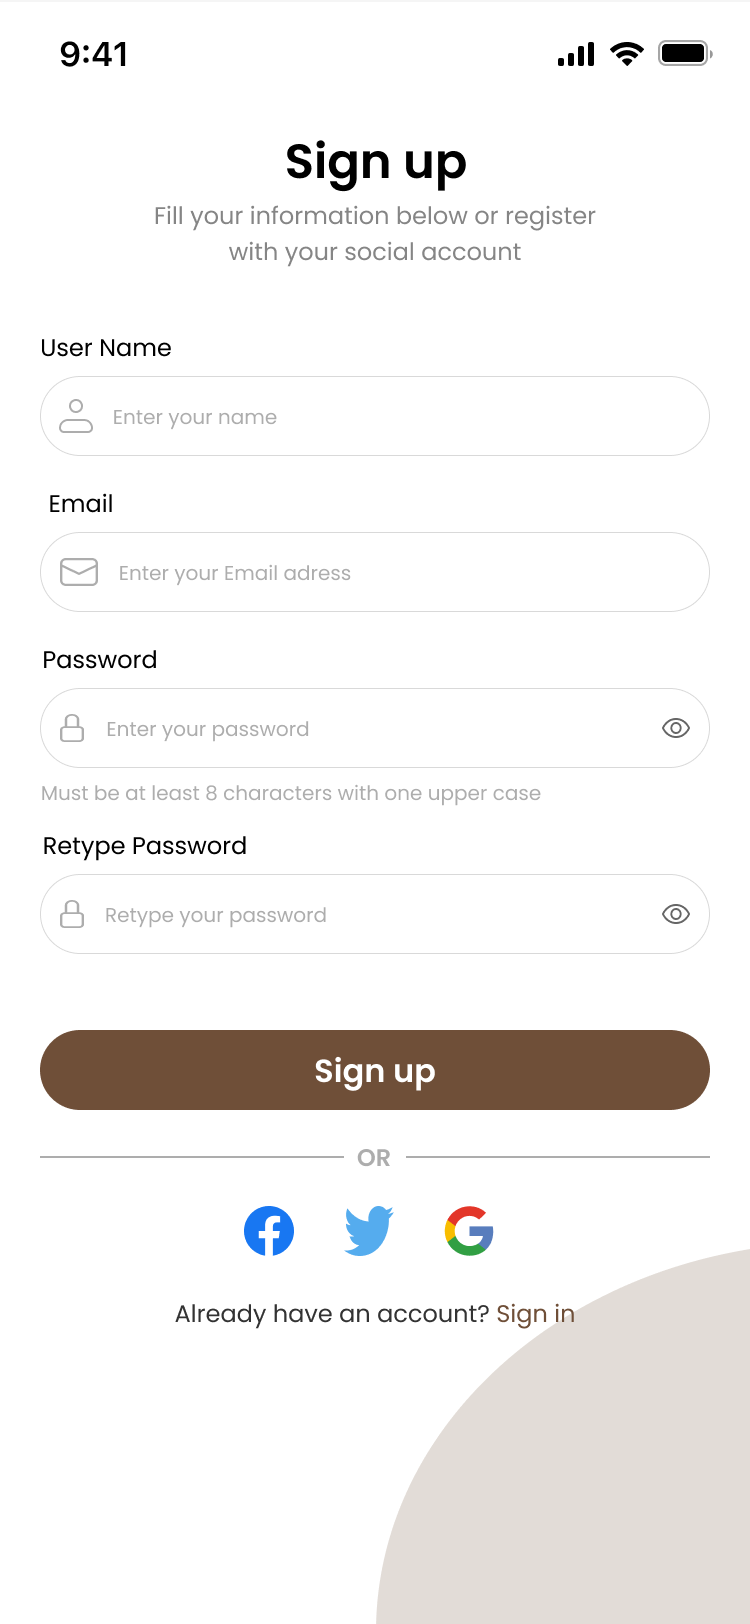 9:41
Sign up
Fill your information below or register
with your social account
User Name
Enter your name
Email
Enter your Email adress
Password
Enter your password
Must be at least 8 characters with one upper case
Retype Password
Retype your password
Sign up
OR
Already have an account? Sign in